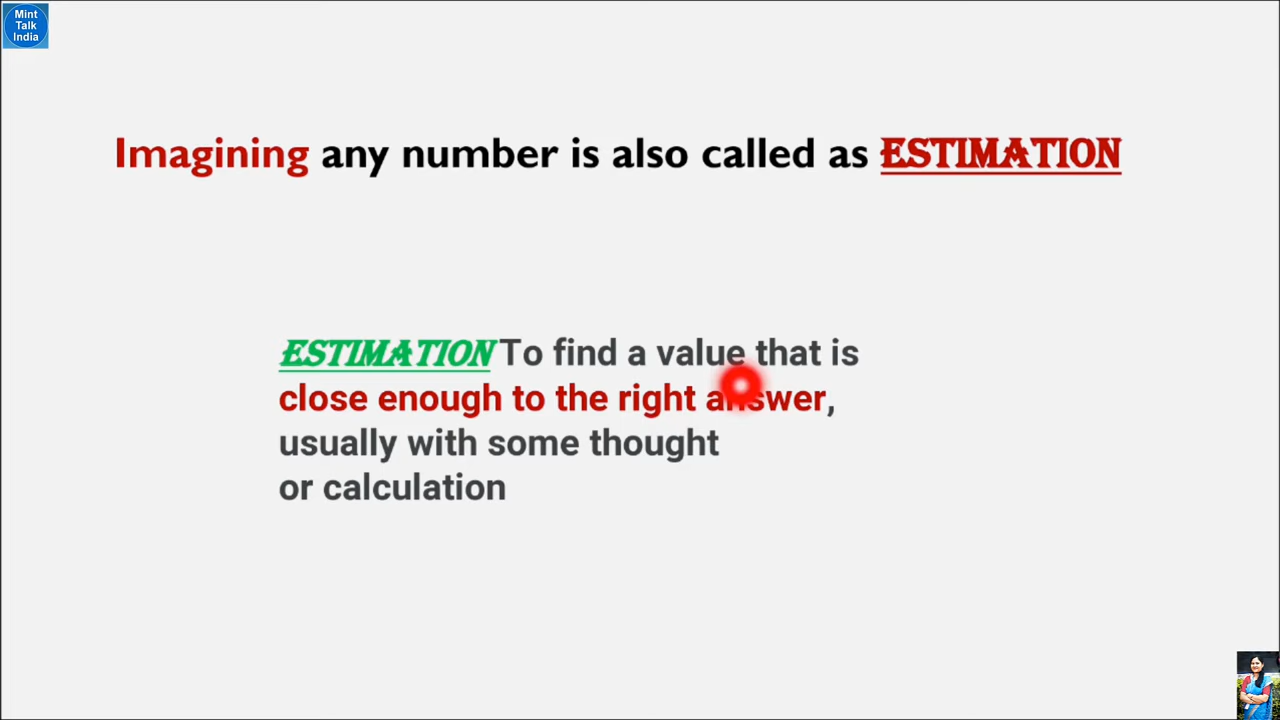 Mint
Talk
India
Imagining any number is also called as ESTIMATION
ESTIMATION To find a value that is
close enough to the right answer,
usually with some thought
or calculation